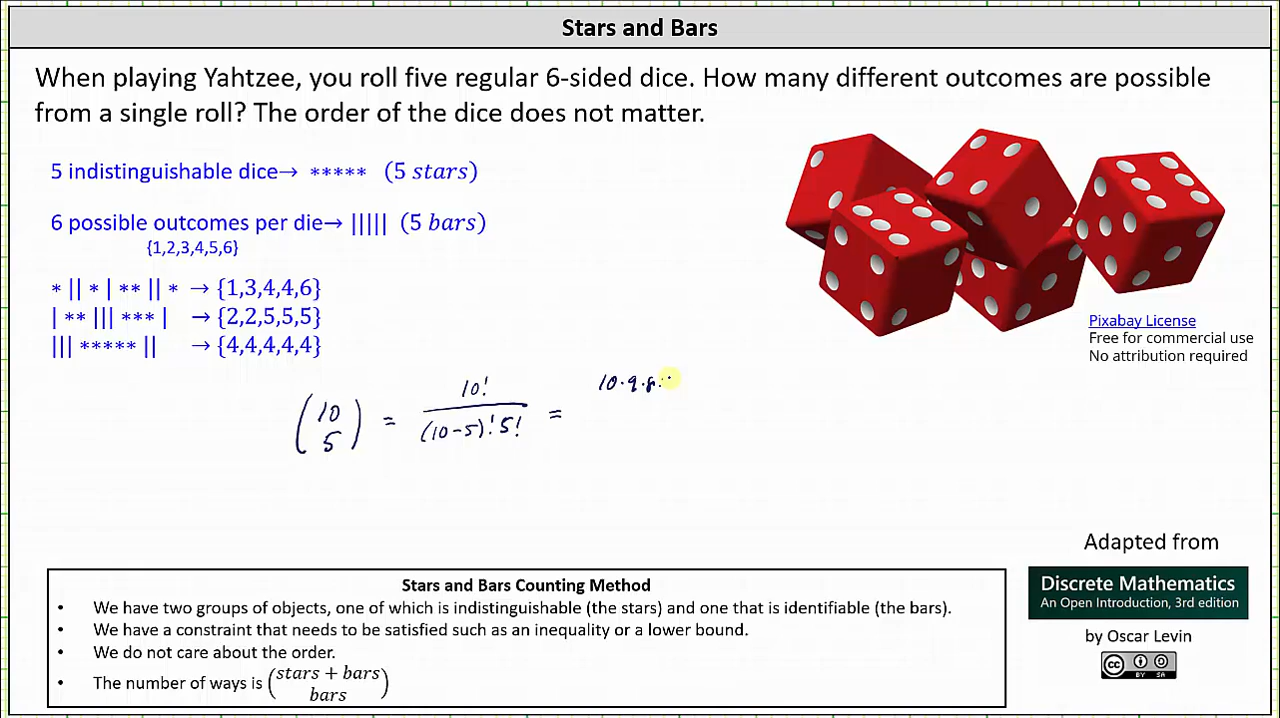 Stars and Bars
When playing Yahtzee, you roll five regular 6-sided dice. How many different outcomes are possible
from a single roll? The order of the dice does not matter.
5 indistinguishable dice→ ***** (5 stars)
6 possible outcomes per die→ ||||| (5 bars)
{1,2,3,4,5,6}
* || * | ** || * → {1,3,4,4,6}
| ** ||| *** | → {2,2,5,5,5}
||| ***** || → {4,4,4,4,4}
Pixabay License
Free for commercial use
No attribution required
(10 5) = 10! / (10-5)! 5! = 10·9·8·
Adapted from
Discrete Mathematics
An Open Introduction, 3rd edition
by Oscar Levin
cc BY SA
Stars and Bars Counting Method
• We have two groups of objects, one of which is indistinguishable (the stars) and one that is identifiable (the bars).
• We have a constraint that needs to be satisfied such as an inequality or a lower bound.
• We do not care about the order.
• The number of ways is (stars + bars
bars)